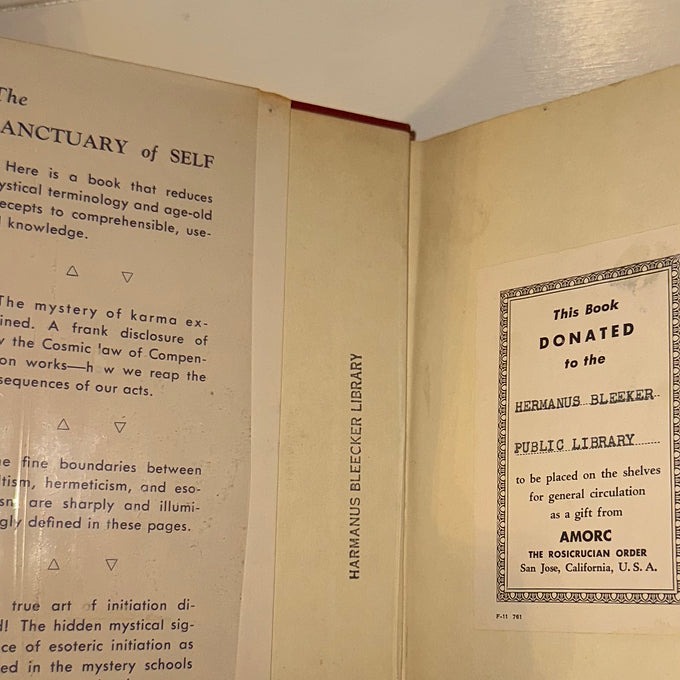 The
ANCTUARY of SELF
Here is a book that reduces
ystical terminology and age-old
ecepts to comprehensible, use-
l knowledge.
The mystery of karma ex-
ined. A frank disclosure of
the Cosmic law of Compen-
on works—h w we reap the
sequences of our acts.
e fine boundaries between
tism, hermeticism, and eso-
are sharply and illumi-
gly defined in these pages.
true art of initiation di-
! The hidden mystical sig-
ce of esoteric initiation as
ed in the mystery schools
HARMANUS BLEECKER LIBRARY
This Book
DONATED
to the
HERMANUS BLEEKER
PUBLIC LIBRARY
to be placed on the shelves
for general circulation
as a gift from
AMORC
THE ROSICRUCIAN ORDER
San Jose, California, U. S. A.
F-11 761